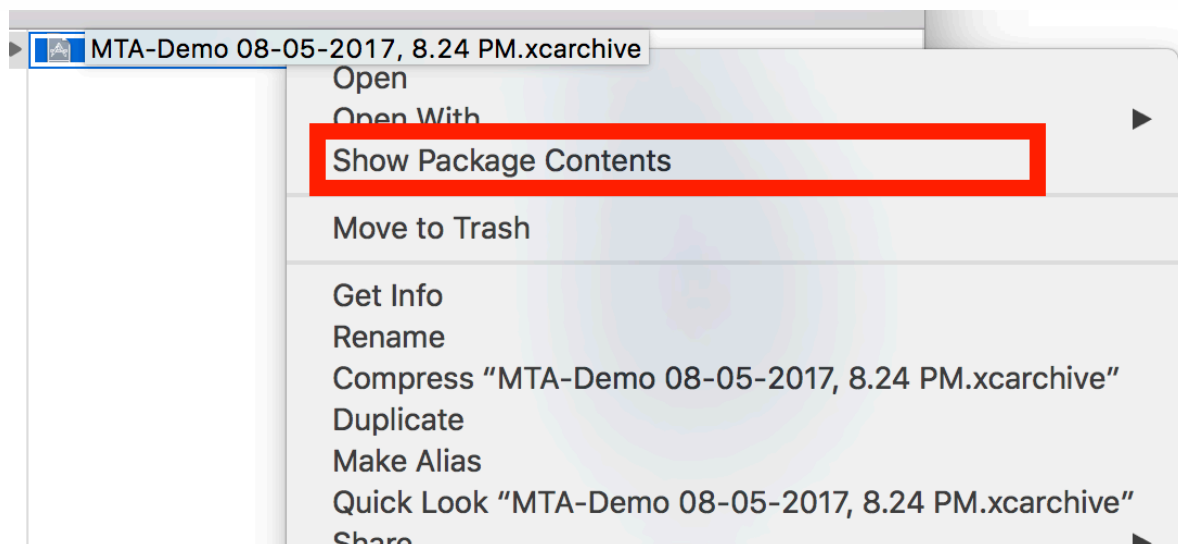 MTA-Demo 08-05-2017, 8.24 PM.xcarchive
Open
Open With
Show Package Contents
Move to Trash
Get Info
Rename
Compress “MTA-Demo 08-05-2017, 8.24 PM.xcarchive”
Duplicate
Make Alias
Quick Look “MTA-Demo 08-05-2017, 8.24 PM.xcarchive”
Share